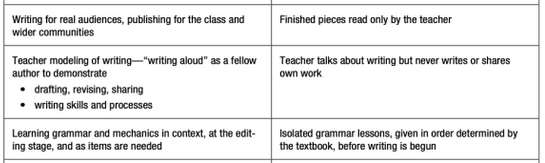 Writing for real audiences, publishing for the class and
wider communities
Finished pieces read only by the teacher
Teacher modeling of writing—“writing aloud” as a fellow
author to demonstrate
• drafting, revising, sharing
• writing skills and processes
Teacher talks about writing but never writes or shares
own work
Learning grammar and mechanics in context, at the edit-
ing stage, and as items are needed
Isolated grammar lessons, given in order determined by
the textbook, before writing is begun